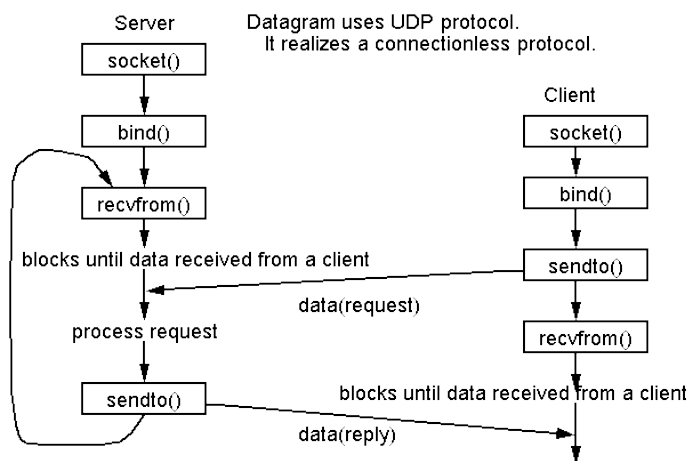 Server
Datagram uses UDP protocol.
It realizes a connectionless protocol.
socket()
Client
bind()
socket()
recvfrom()
bind()
blocks until data received from a client
sendto()
data(request)
process request
recvfrom()
sendto()
blocks until data received from a client
data(reply)